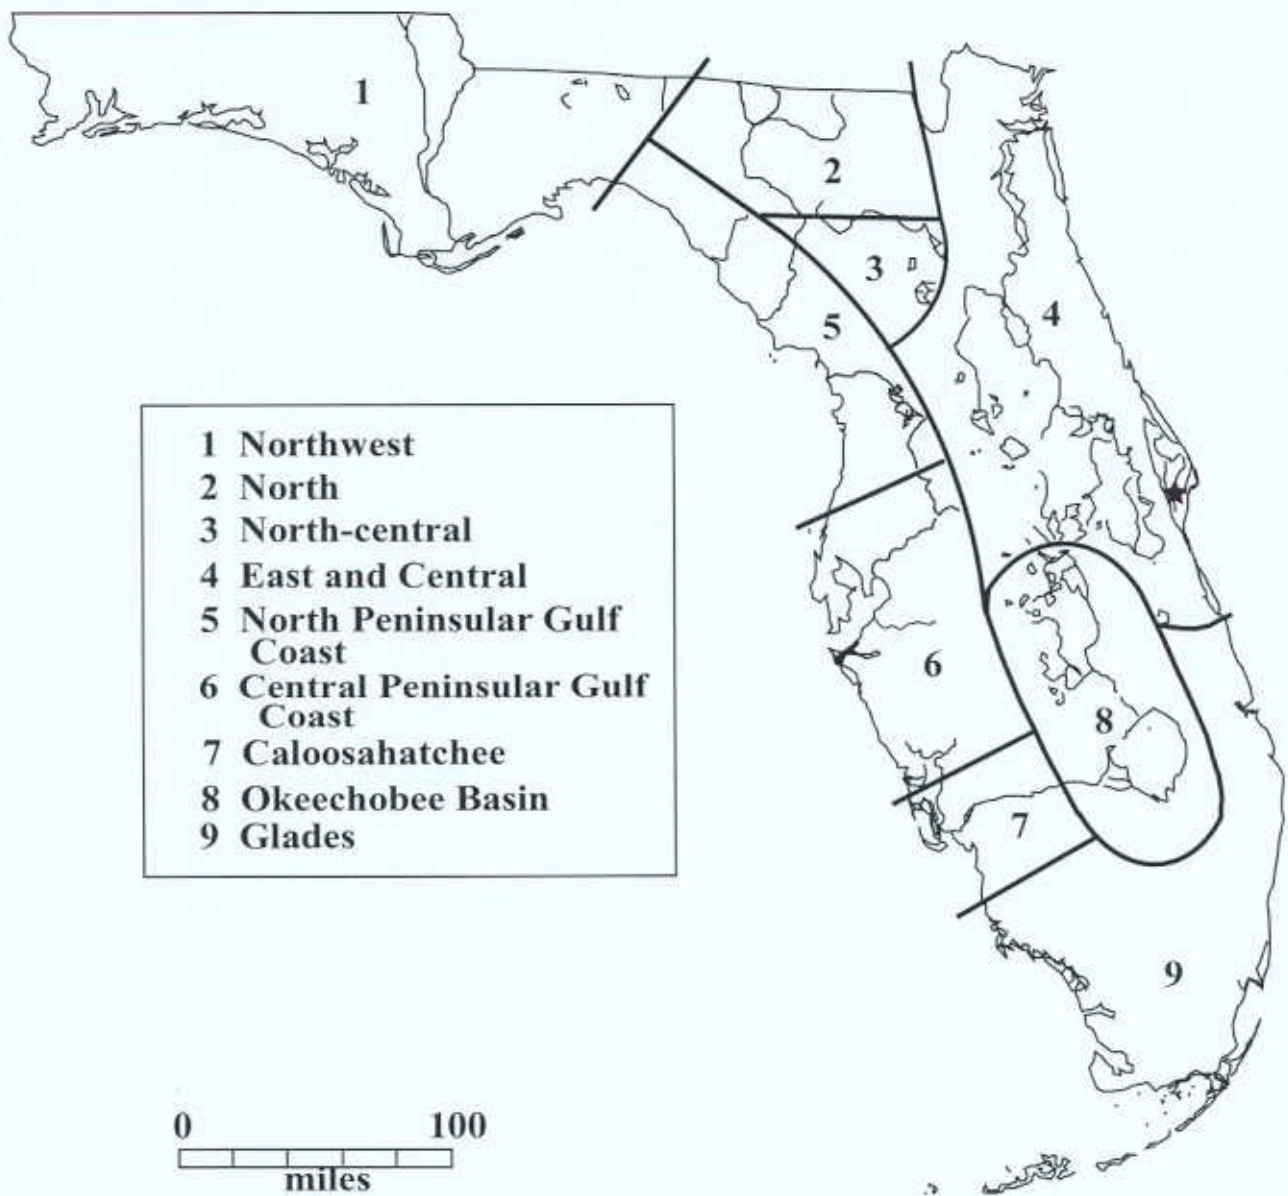 1
2
3
4
5
6
7
8
9
1 Northwest
2 North
3 North-central
4 East and Central
5 North Peninsular Gulf
Coast
6 Central Peninsular Gulf
Coast
7 Caloosahatchee
8 Okeechobee Basin
9 Glades
0 100
miles